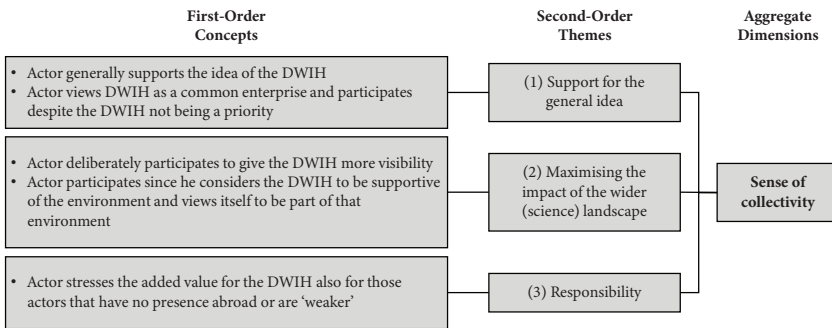 First-Order
Concepts
Second-Order
Themes
Aggregate
Dimensions
• Actor generally supports the idea of the DWIH
• Actor views DWIH as a common enterprise and participates
despite the DWIH not being a priority
(1) Support for the
general idea
• Actor deliberately participates to give the DWIH more visibility
• Actor participates since he considers the DWIH to be supportive
of the environment and views itself to be part of that
environment
(2) Maximising the
impact of the wider
(science) landscape
Sense of
collectivity
• Actor stresses the added value for the DWIH also for those
actors that have no presence abroad or are ‘weaker’
(3) Responsibility